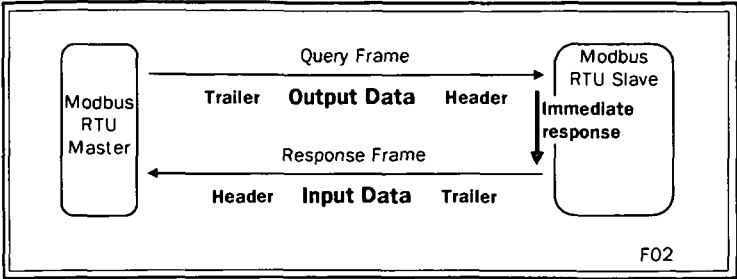 Query Frame
Modbus
RTU Slave
Modbus
RTU
Master
Trailer Output Data Header
Immediate
response
Response Frame
Header Input Data Trailer
F02